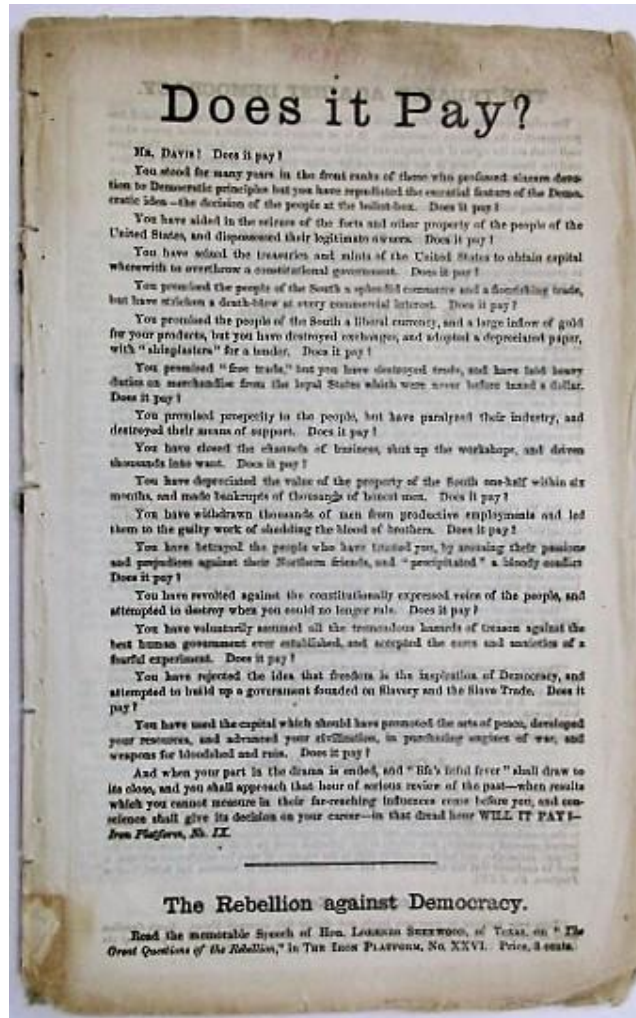 Does it Pay?
MR. DAVIS! Does it pay?
You stood for many years in the front ranks of those who professed sincere devo-
tion to Democratic principles but you have repudiated the essential feature of the Demo-
cratic idea—the decision of the people at the ballot-box. Does it pay?
You have aided in the seizure of the forts and other property of the people of the
United States, and dispossessed their legitimate owners. Does it pay?
You have seized the treasuries and mints of the United States to obtain capital
wherewith to overthrow a constitutional government. Does it pay?
You promised the people of the South a splendid commerce and a flourishing trade,
but have stricken a death-blow at every commercial interest. Does it pay?
You promised the people of the South a liberal currency, and a large inflow of gold
for your products, but you have destroyed exchanges, and adopted a depreciated paper,
with "shinplasters" for a tender. Does it pay?
You promised "free trade," but you have destroyed trade, and have laid heavy
duties on merchandise from the loyal States which were never before taxed a dollar.
Does it pay?
You promised prosperity to the people, but have paralyzed their industry, and
destroyed their means of support. Does it pay?
You have closed the channels of business, shut up the workshops, and driven
thousands into want. Does it pay?
You have depreciated the value of the property of the South one-half within six
months, and made bankrupts of thousands of honest men. Does it pay?
You have withdrawn thousands of men from productive employments and led
them to the guilty work of shedding the blood of brothers. Does it pay?
You have betrayed the people who have trusted you, by arousing their passions
and prejudices against their Northern friends, and "precipitated" a bloody conflict
Does it pay?
You have revolted against the constitutionally expressed voice of the people, and
attempted to destroy when you could no longer rule. Does it pay?
You have voluntarily assumed all the tremendous hazards of treason against the
best human government ever established, and accepted the cares and anxieties of a
fearful experiment. Does it pay?
You have rejected the idea that freedom is the inspiration of Democracy, and
attempted to build up a government founded on Slavery and the Slave Trade. Does it
pay?
You have used the capital which should have promoted the arts of peace, developed
your resources, and advanced your civilization, in purchasing engines of war, and
weapons for bloodshed and ruin. Does it pay?
And when your part in the drama is ended, and "life's fitful fever" shall draw to
its close, and you shall approach that hour of serious review of the past—when results
which you cannot measure in their far-reaching influences come before you, and con-
science shall give its decision on your career—in that dread hour WILL IT PAY?—
Iron Platform, No. IX.
The Rebellion against Democracy.
Read the memorable Speech of Hon. LORENZO SHERWOOD, of Texas, on "The
Great Questions of the Rebellion," in THE IRON PLATFORM, No. XXVI. Price, 3 cents.